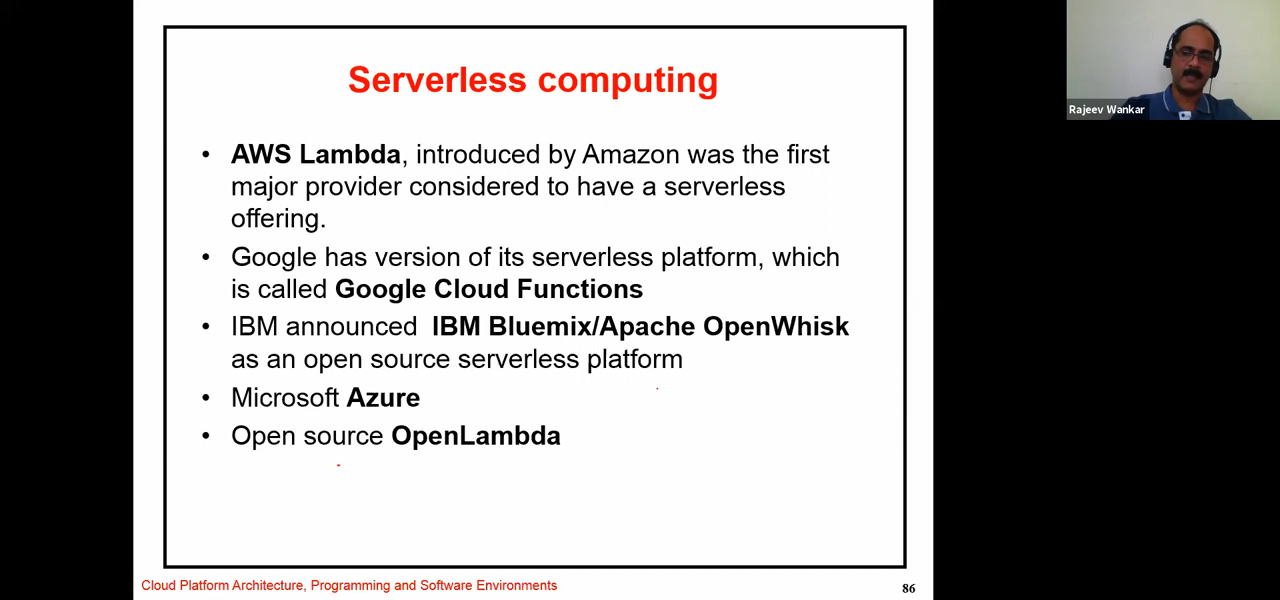 Serverless computing
• AWS Lambda, introduced by Amazon was the first
major provider considered to have a serverless
offering.
• Google has version of its serverless platform, which
is called Google Cloud Functions
• IBM announced IBM Bluemix/Apache OpenWhisk
as an open source serverless platform
• Microsoft Azure
• Open source OpenLambda
Cloud Platform Architecture, Programming and Software Environments
86
Rajeev Wankar